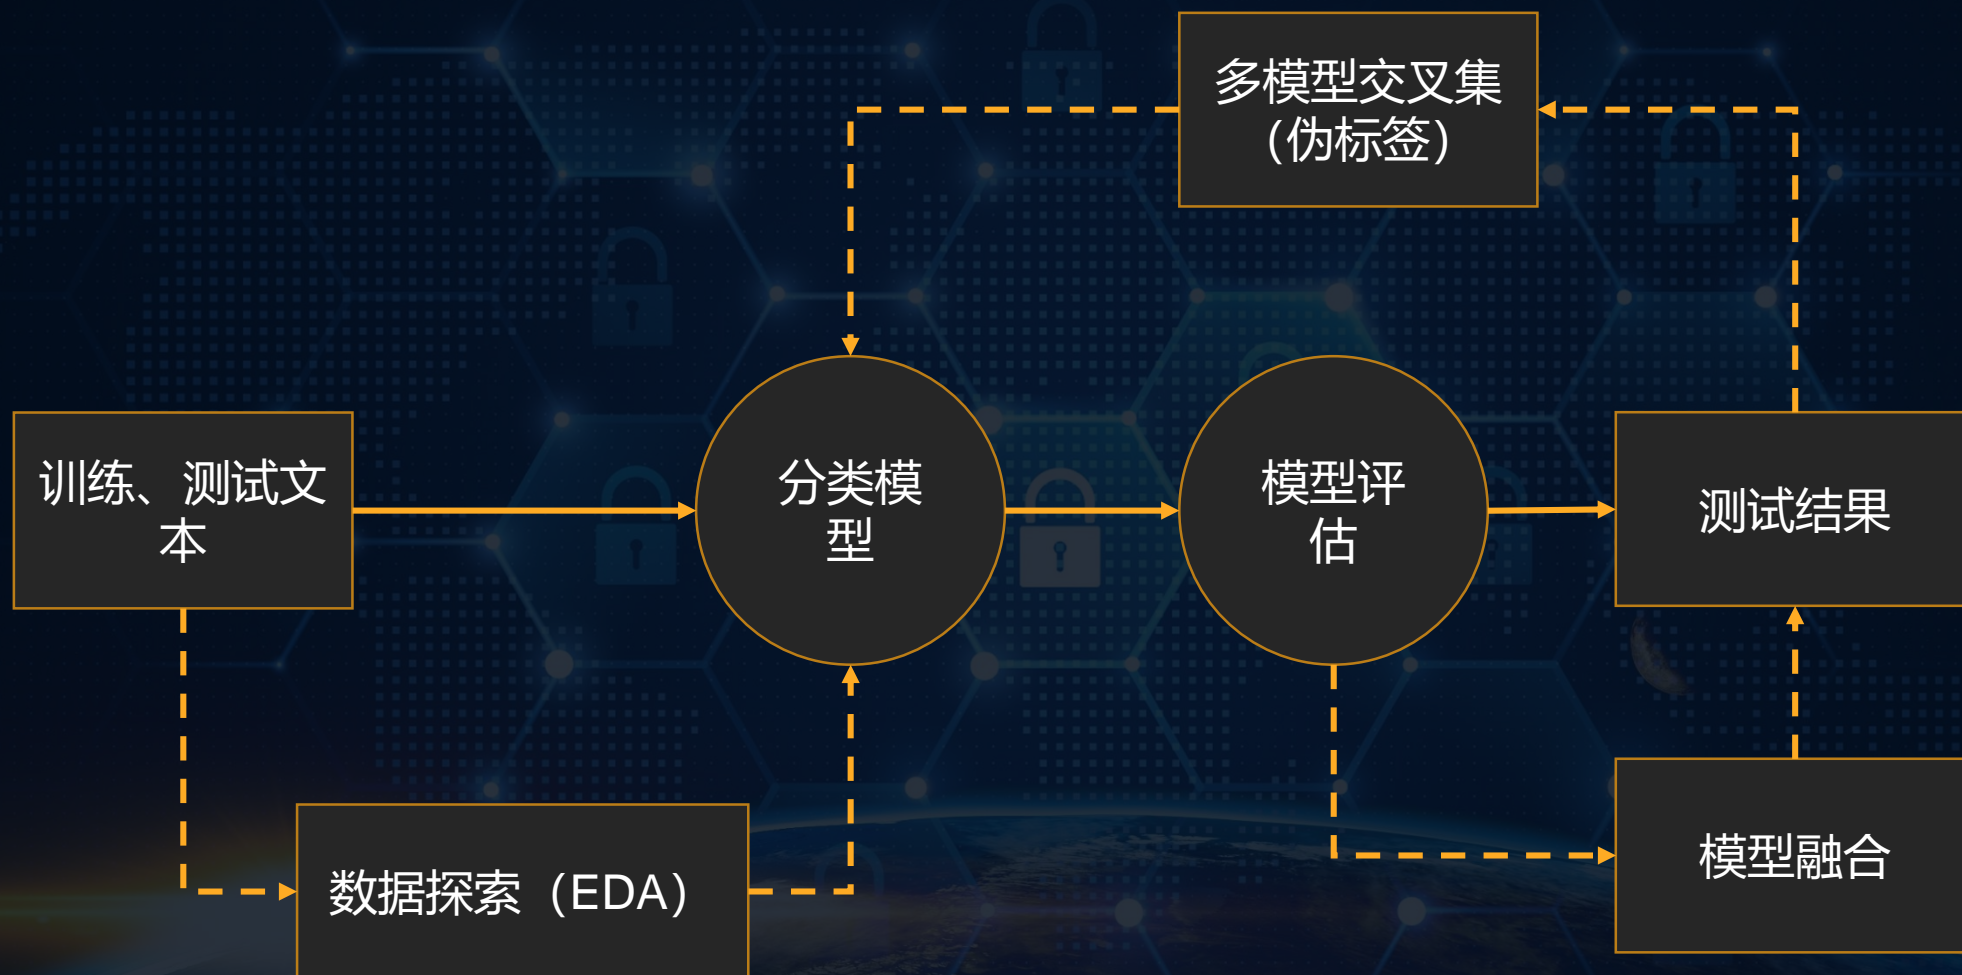 多模型交叉集
（伪标签）
训练、测试文
本
分类模
型
模型评
估
测试结果
数据探索（EDA）
模型融合